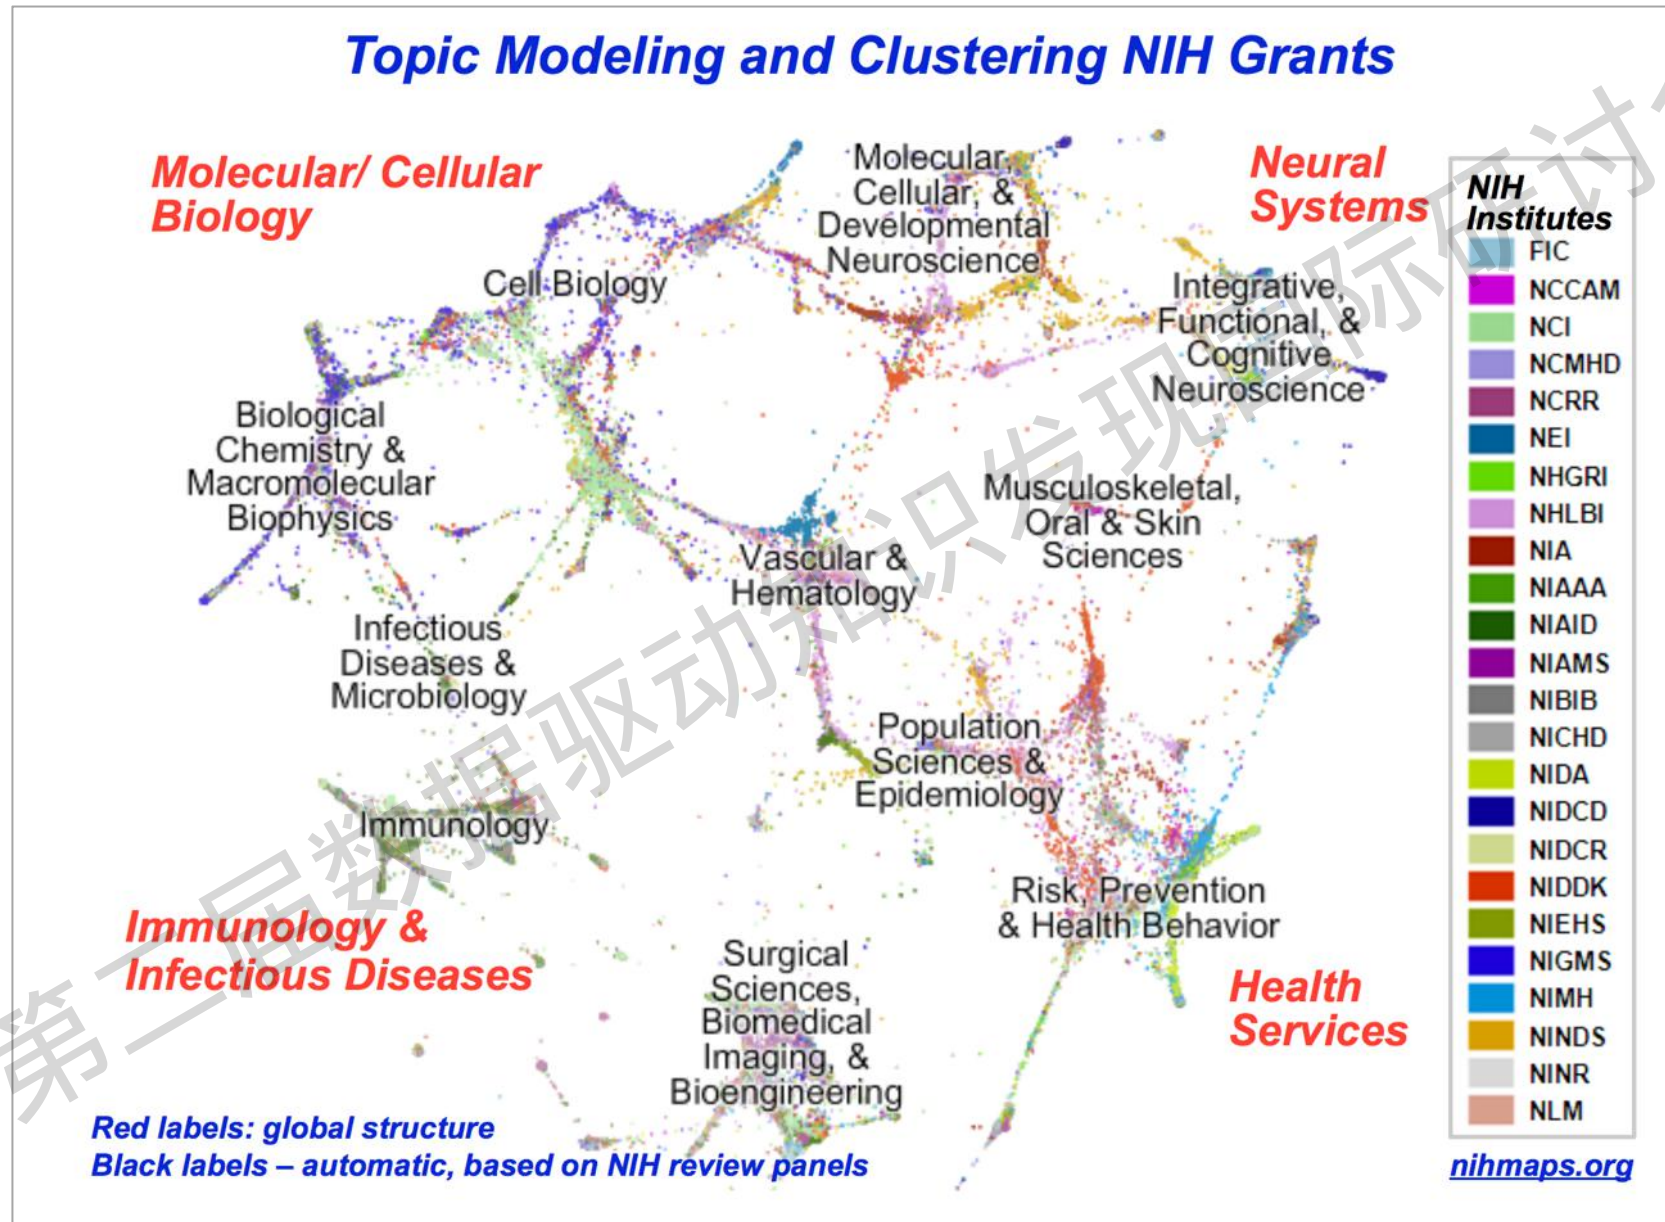 Topic Modeling and Clustering NIH Grants
Molecular/ Cellular
Biology
Molecular,
Cellular, &
Developmental
Neuroscience
Neural
Systems
Cell Biology
Integrative,
Functional, &
Cognitive
Neuroscience
Biological
Chemistry &
Macromolecular
Biophysics
Musculoskeletal,
Oral & Skin
Sciences
Vascular &
Hematology
Infectious
Diseases &
Microbiology
Population
Sciences &
Epidemiology
Immunology
Risk, Prevention
& Health Behavior
Immunology &
Infectious Diseases
Surgical
Sciences,
Biomedical
Imaging, &
Bioengineering
Health
Services
Red labels: global structure
Black labels – automatic, based on NIH review panels
NIH
Institutes
FIC
NCCAM
NCI
NCMHD
NCRR
NEI
NHGRI
NHLBI
NIA
NIAAA
NIAID
NIAMS
NIBIB
NICHD
NIDA
NIDCD
NIDCR
NIDDK
NIEHS
NIGMS
NIMH
NINDS
NINR
NLM
nihmaps.org
第二届数据驱动知识发现国际研讨